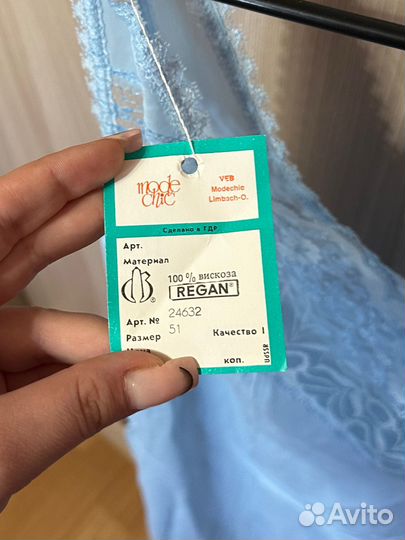 mode
chic
VEB
Modechic
Limbach-O.
Сделано в ГДР
Арт.
Материал
100% вискоза
REGAN®
Арт. № 24632
Размер 51 Качество I
Цена коп.
Avito